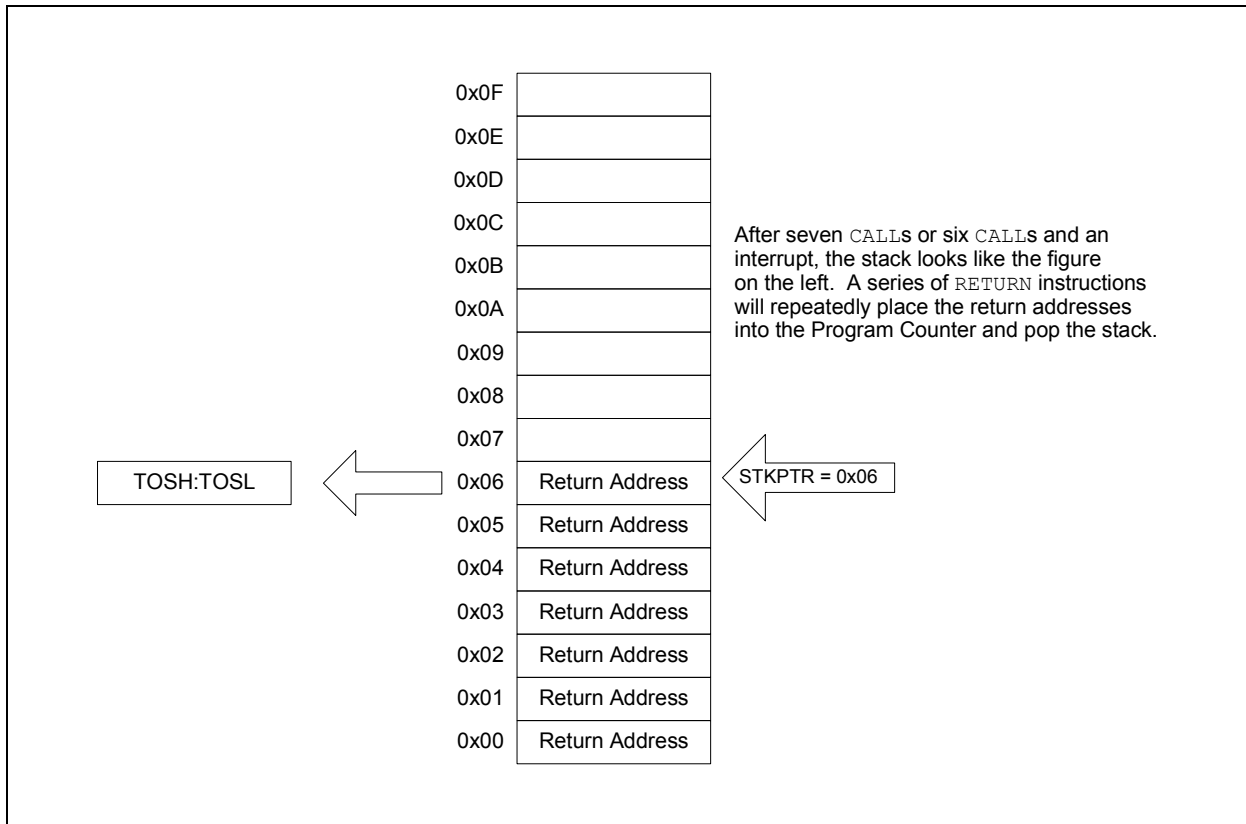 0x0F
0x0E
0x0D
0x0C
0x0B
0x0A
0x09
0x08
0x07
0x06 Return Address
0x05 Return Address
0x04 Return Address
0x03 Return Address
0x02 Return Address
0x01 Return Address
0x00 Return Address
TOSH:TOSL
STKPTR = 0x06
After seven CALLs or six CALLs and an
interrupt, the stack looks like the figure
on the left. A series of RETURN instructions
will repeatedly place the return addresses
into the Program Counter and pop the stack.